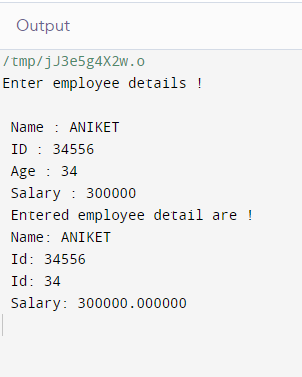 Output
/tmp/jJ3e5g4X2w.o
Enter employee details !
Name : ANIKET
ID : 34556
Age : 34
Salary : 300000
Entered employee detail are !
Name: ANIKET
Id: 34556
Id: 34
Salary: 300000.000000